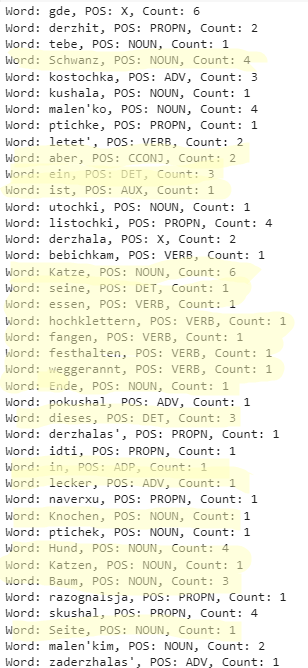 Word: gde, POS: X, Count: 6
Word: derzhit, POS: PROPN, Count: 2
Word: tebe, POS: NOUN, Count: 1
Word: Schwanz, POS: NOUN, Count: 4
Word: kostochka, POS: ADV, Count: 3
Word: kushala, POS: NOUN, Count: 1
Word: malen'ko, POS: NOUN, Count: 4
Word: ptichke, POS: PROPN, Count: 1
Word: letet', POS: VERB, Count: 2
Word: aber, POS: CCONJ, Count: 2
Word: ein, POS: DET, Count: 3
Word: ist, POS: AUX, Count: 1
Word: utochki, POS: NOUN, Count: 1
Word: listochki, POS: PROPN, Count: 4
Word: derzhala, POS: X, Count: 2
Word: bebichkam, POS: VERB, Count: 1
Word: Katze, POS: NOUN, Count: 6
Word: seine, POS: DET, Count: 1
Word: essen, POS: VERB, Count: 1
Word: hochklettern, POS: VERB, Count: 1
Word: fangen, POS: VERB, Count: 1
Word: festhalten, POS: VERB, Count: 1
Word: weggerannt, POS: VERB, Count: 1
Word: Ende, POS: NOUN, Count: 1
Word: pokushal, POS: ADV, Count: 1
Word: dieses, POS: DET, Count: 3
Word: derzhalas', POS: PROPN, Count: 1
Word: idti, POS: PROPN, Count: 1
Word: in, POS: ADP, Count: 1
Word: lecker, POS: ADV, Count: 1
Word: naverxu, POS: PROPN, Count: 1
Word: Knochen, POS: NOUN, Count: 1
Word: ptichek, POS: NOUN, Count: 1
Word: Hund, POS: NOUN, Count: 4
Word: Katzen, POS: NOUN, Count: 1
Word: Baum, POS: NOUN, Count: 3
Word: razognalsja, POS: PROPN, Count: 1
Word: skushal, POS: PROPN, Count: 4
Word: Seite, POS: NOUN, Count: 1
Word: malen'kim, POS: NOUN, Count: 2
Word: zaderzhalas', POS: ADV, Count: 1